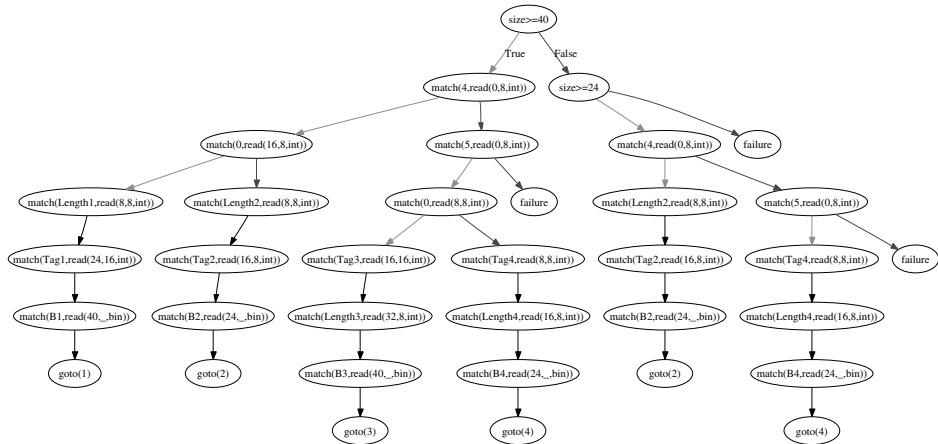 size>=40
True
False
match(4,read(0,8,int))
size>=24
match(0,read(16,8,int))
match(5,read(0,8,int))
match(4,read(0,8,int))
failure
match(Length1,read(8,8,int))
match(Length2,read(8,8,int))
match(0,read(8,8,int))
failure
match(Length2,read(8,8,int))
match(5,read(0,8,int))
match(Tag1,read(24,16,int))
match(Tag2,read(16,8,int))
match(Tag3,read(16,16,int))
match(Tag4,read(8,8,int))
match(Tag2,read(16,8,int))
match(Tag4,read(8,8,int))
failure
match(B1,read(40,_,bin))
match(B2,read(24,_,bin))
match(Length3,read(32,8,int))
match(Length4,read(16,8,int))
match(B2,read(24,_,bin))
match(Length4,read(16,8,int))
goto(1)
goto(2)
match(B3,read(40,_,bin))
match(B4,read(24,_,bin))
goto(2)
match(B4,read(24,_,bin))
goto(3)
goto(4)
goto(4)